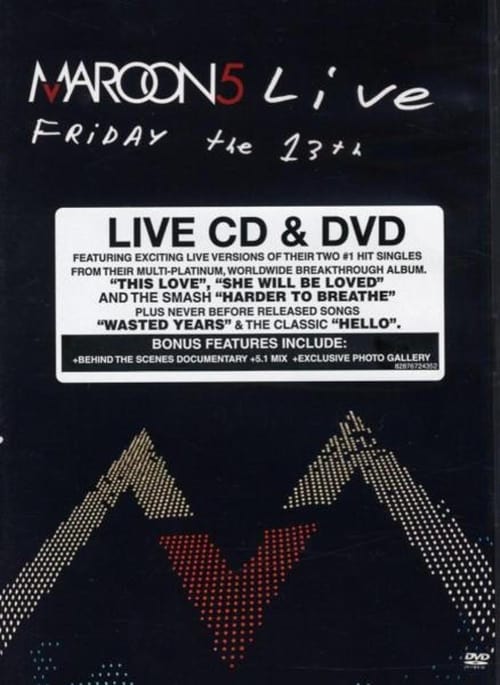 MAROON5 Live
FRiDAY the 13th
LIVE CD & DVD
FEATURING EXCITING LIVE VERSIONS OF THEIR TWO #1 HIT SINGLES
FROM THEIR MULTI-PLATINUM, WORLDWIDE BREAKTHROUGH ALBUM.
"THIS LOVE", "SHE WILL BE LOVED"
AND THE SMASH "HARDER TO BREATHE"
PLUS NEVER BEFORE RELEASED SONGS
"WASTED YEARS" & THE CLASSIC "HELLO".
BONUS FEATURES INCLUDE:
+BEHIND THE SCENES DOCUMENTARY +5.1 MIX +EXCLUSIVE PHOTO GALLERY
82876724352
DVD